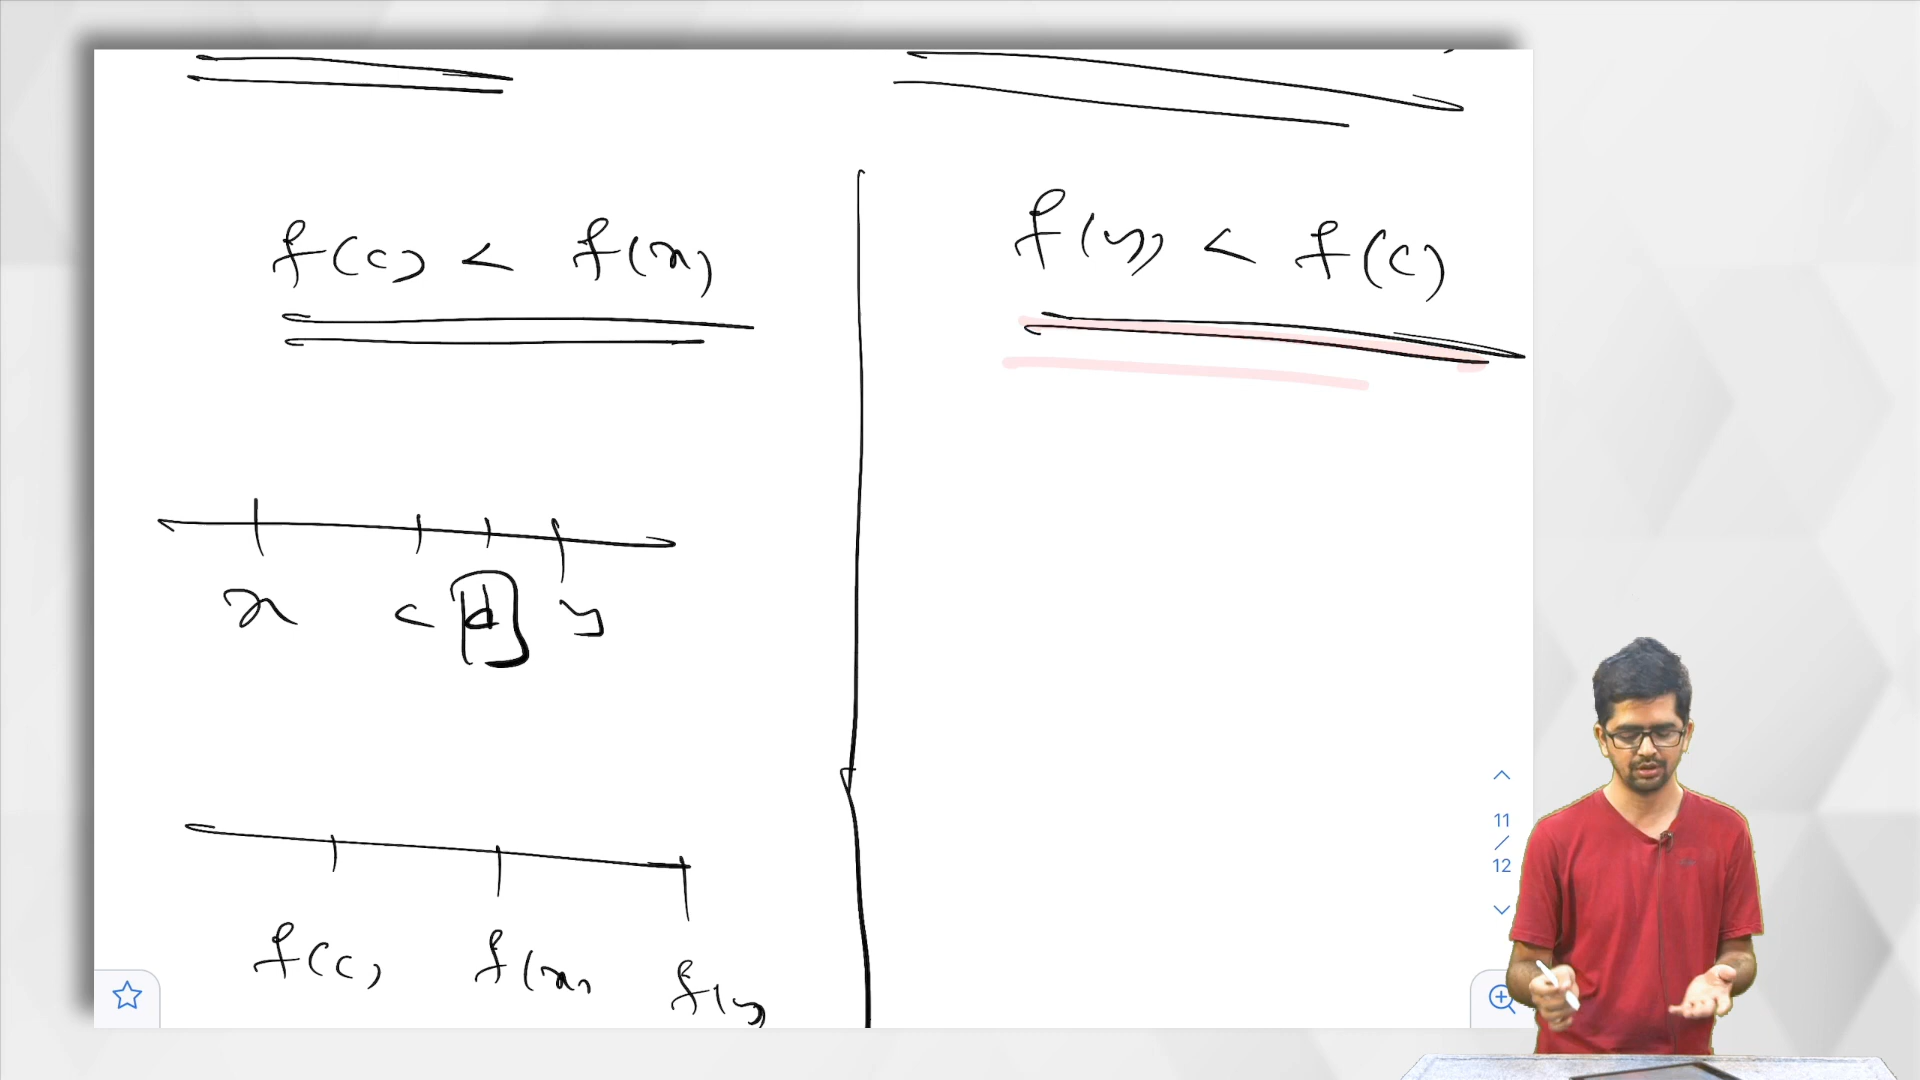 f(c) < f(x)
f(y) < f(c)
x c d y
f(c) f(x) f(y)
11
/
12